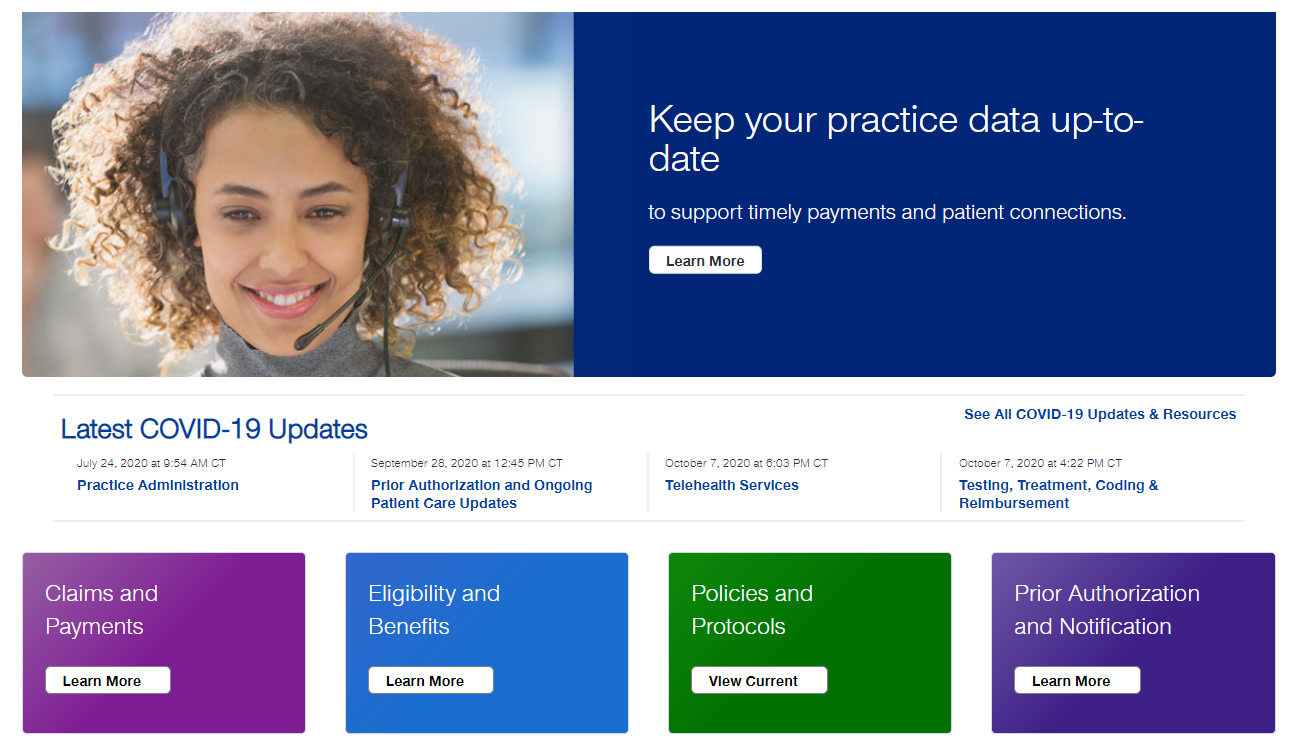 Keep your practice data up-to-
date
to support timely payments and patient connections.
Learn More
Latest COVID-19 Updates
See All COVID-19 Updates & Resources
July 24, 2020 at 9:54 AM CT
Practice Administration
September 28, 2020 at 12:45 PM CT
Prior Authorization and Ongoing
Patient Care Updates
October 7, 2020 at 6:03 PM CT
Telehealth Services
October 7, 2020 at 4:22 PM CT
Testing, Treatment, Coding &
Reimbursement
Claims and
Payments
Learn More
Eligibility and
Benefits
Learn More
Policies and
Protocols
View Current
Prior Authorization
and Notification
Learn More